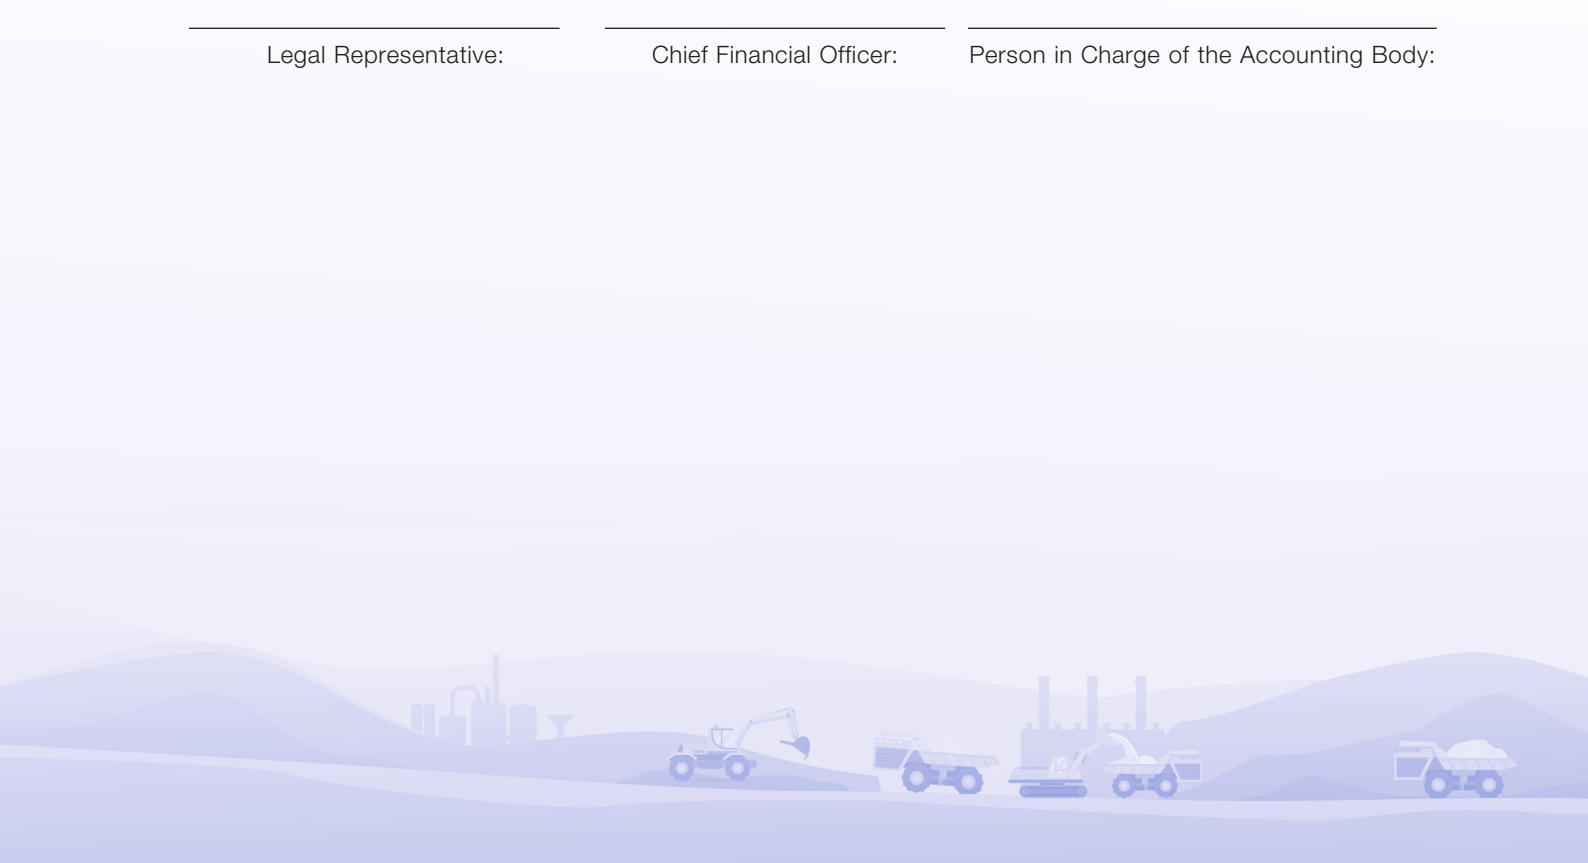 Legal Representative: Chief Financial Officer: Person in Charge of the Accounting Body: